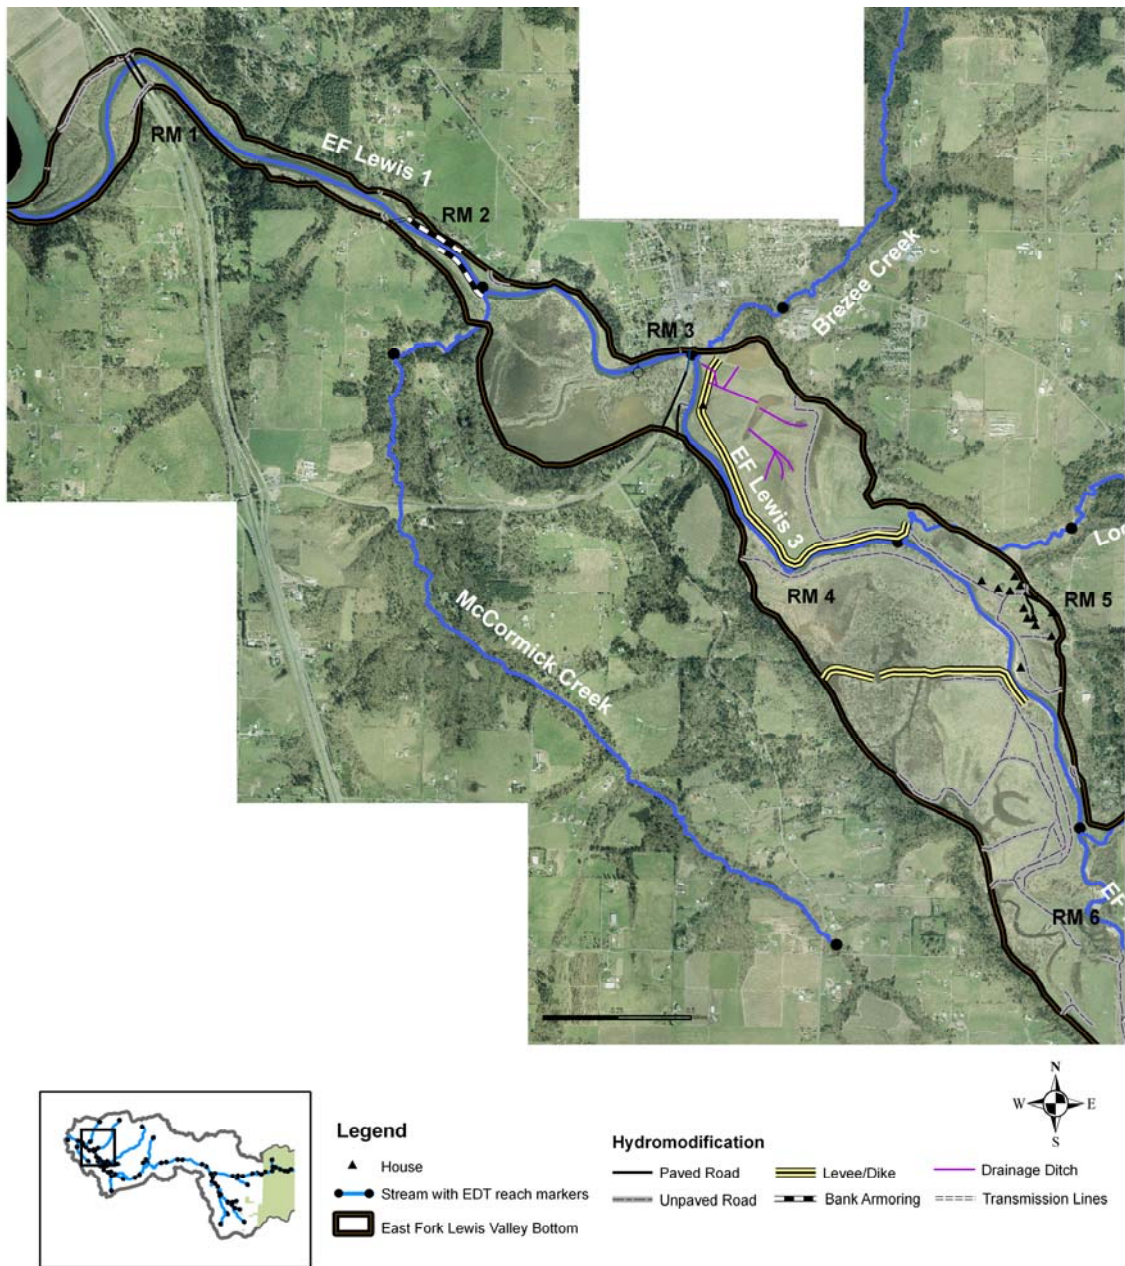 RM 1
EF Lewis 1
RM 2
Brezee Creek
RM 3
EF Lewis 3
RM 4
RM 5
McCormick Creek
RM 6
N
W
E
S
Legend
House
Stream with EDT reach markers
East Fork Lewis Valley Bottom
Hydromodification
Paved Road
Levee/Dike
Drainage Ditch
Unpaved Road
Bank Armoring
Transmission Lines